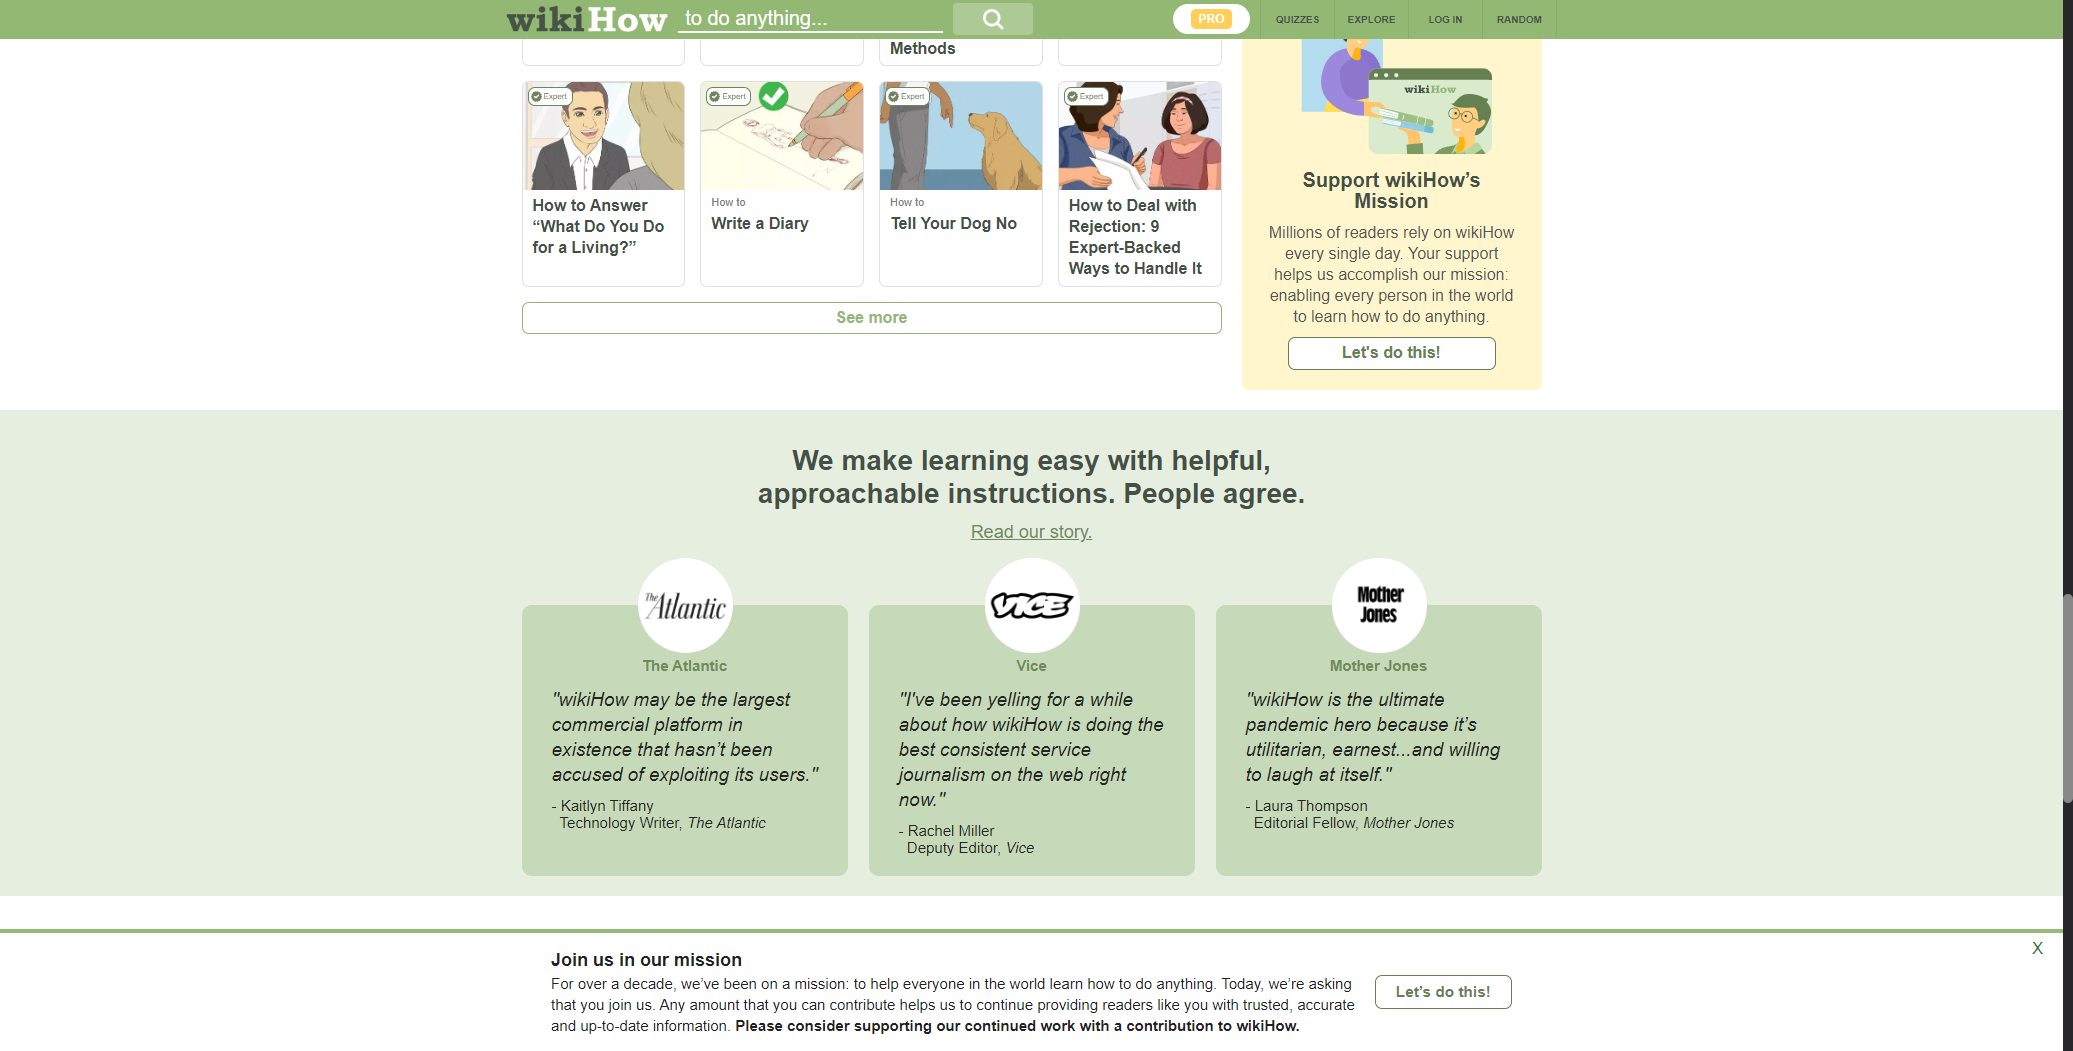 wikiHow to do anything... PRO QUIZZES EXPLORE LOG IN RANDOM
Methods
Expert
How to Answer
“What Do You Do
for a Living?”
Expert
How to
Write a Diary
Expert
How to
Tell Your Dog No
Expert
How to Deal with
Rejection: 9
Expert-Backed
Ways to Handle It
See more
wikiHow
Support wikiHow’s
Mission
Millions of readers rely on wikiHow
every single day. Your support
helps us accomplish our mission:
enabling every person in the world
to learn how to do anything.
Let's do this!
We make learning easy with helpful,
approachable instructions. People agree.
Read our story.
The Atlantic
The Atlantic
"wikiHow may be the largest
commercial platform in
existence that hasn’t been
accused of exploiting its users."
- Kaitlyn Tiffany
Technology Writer, The Atlantic
VICE
Vice
"I've been yelling for a while
about how wikiHow is doing the
best consistent service
journalism on the web right
now."
- Rachel Miller
Deputy Editor, Vice
Mother
Jones
Mother Jones
"wikiHow is the ultimate
pandemic hero because it’s
utilitarian, earnest...and willing
to laugh at itself."
- Laura Thompson
Editorial Fellow, Mother Jones
X
Join us in our mission
For over a decade, we’ve been on a mission: to help everyone in the world learn how to do anything. Today, we’re asking
that you join us. Any amount that you can contribute helps us to continue providing readers like you with trusted, accurate
and up-to-date information. Please consider supporting our continued work with a contribution to wikiHow.
Let’s do this!